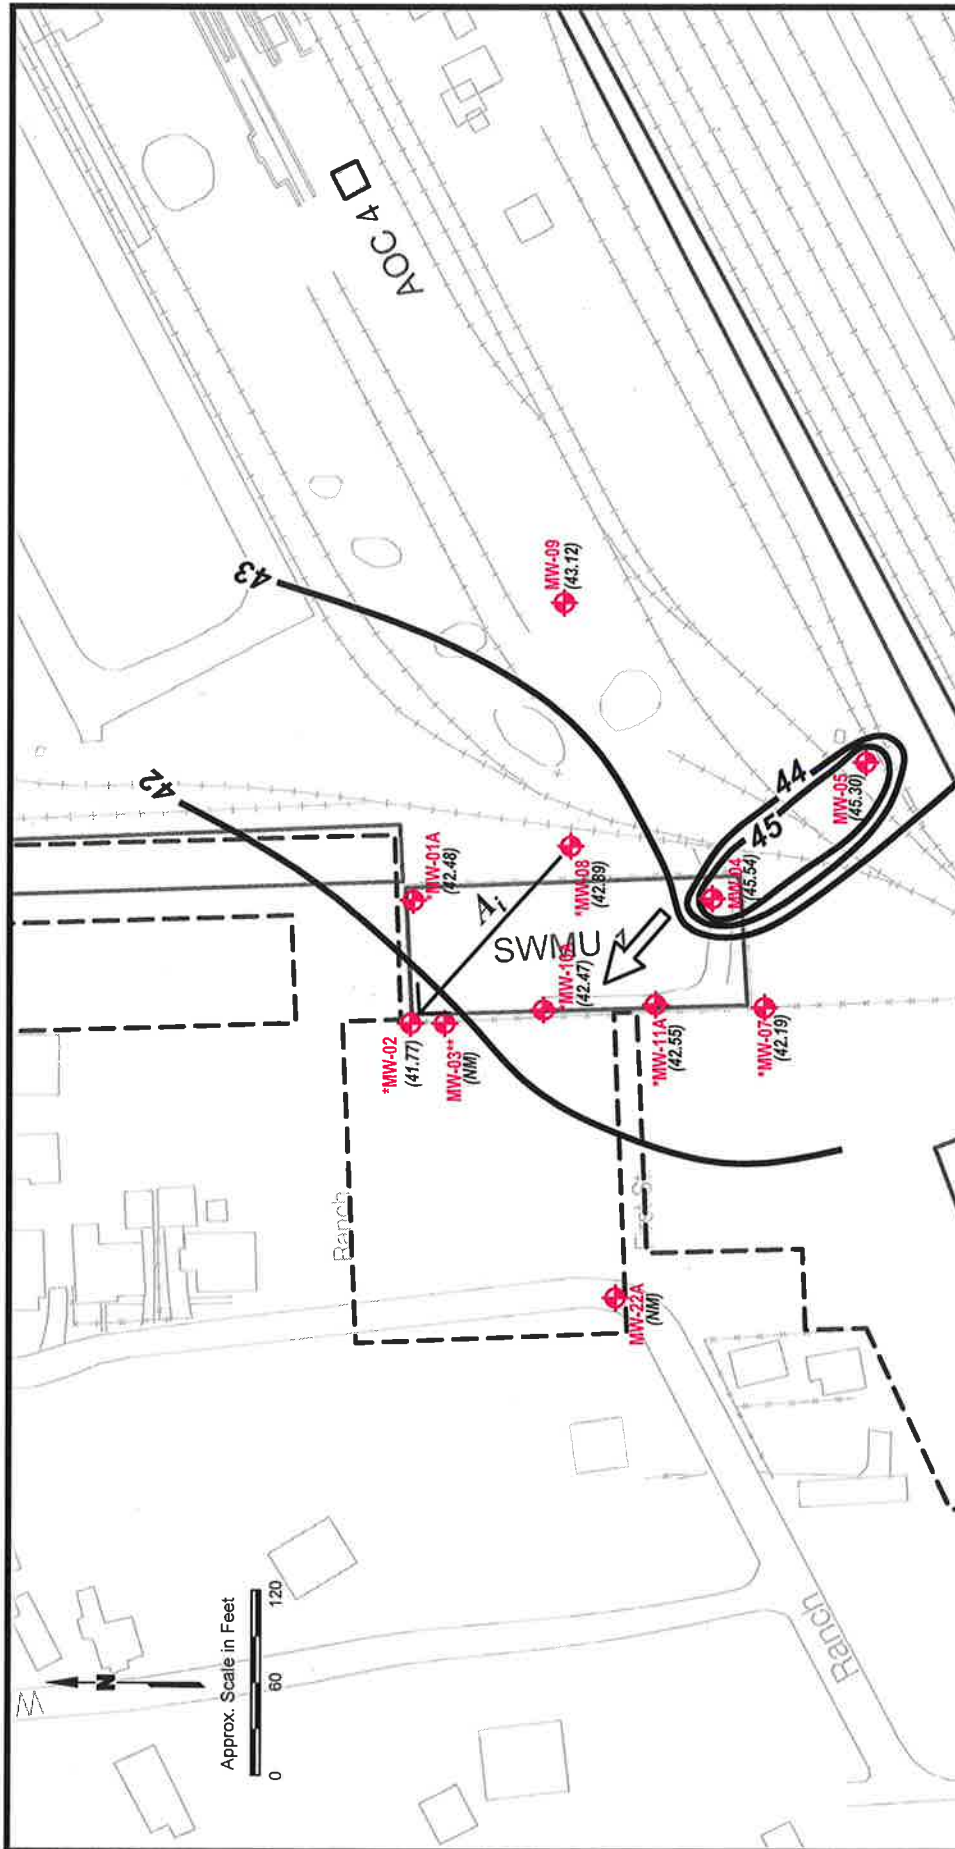 AOC 4
43
MW-09
(43.12)
42
*MW-01A
(42.48)
Ai
*MW-08
(42.89)
44
45
MW-05
(45.30)
MW-04
(45.54)
SWMU
*MW-10A
(42.47)
*MW-02
(41.77)
MW-03**
(NM)
*MW-11A
(42.55)
*MW-07
(42.19)
Ranch
St.
MW-22A
(NM)
Ranch
W
N
Approx. Scale in Feet
0 60 120